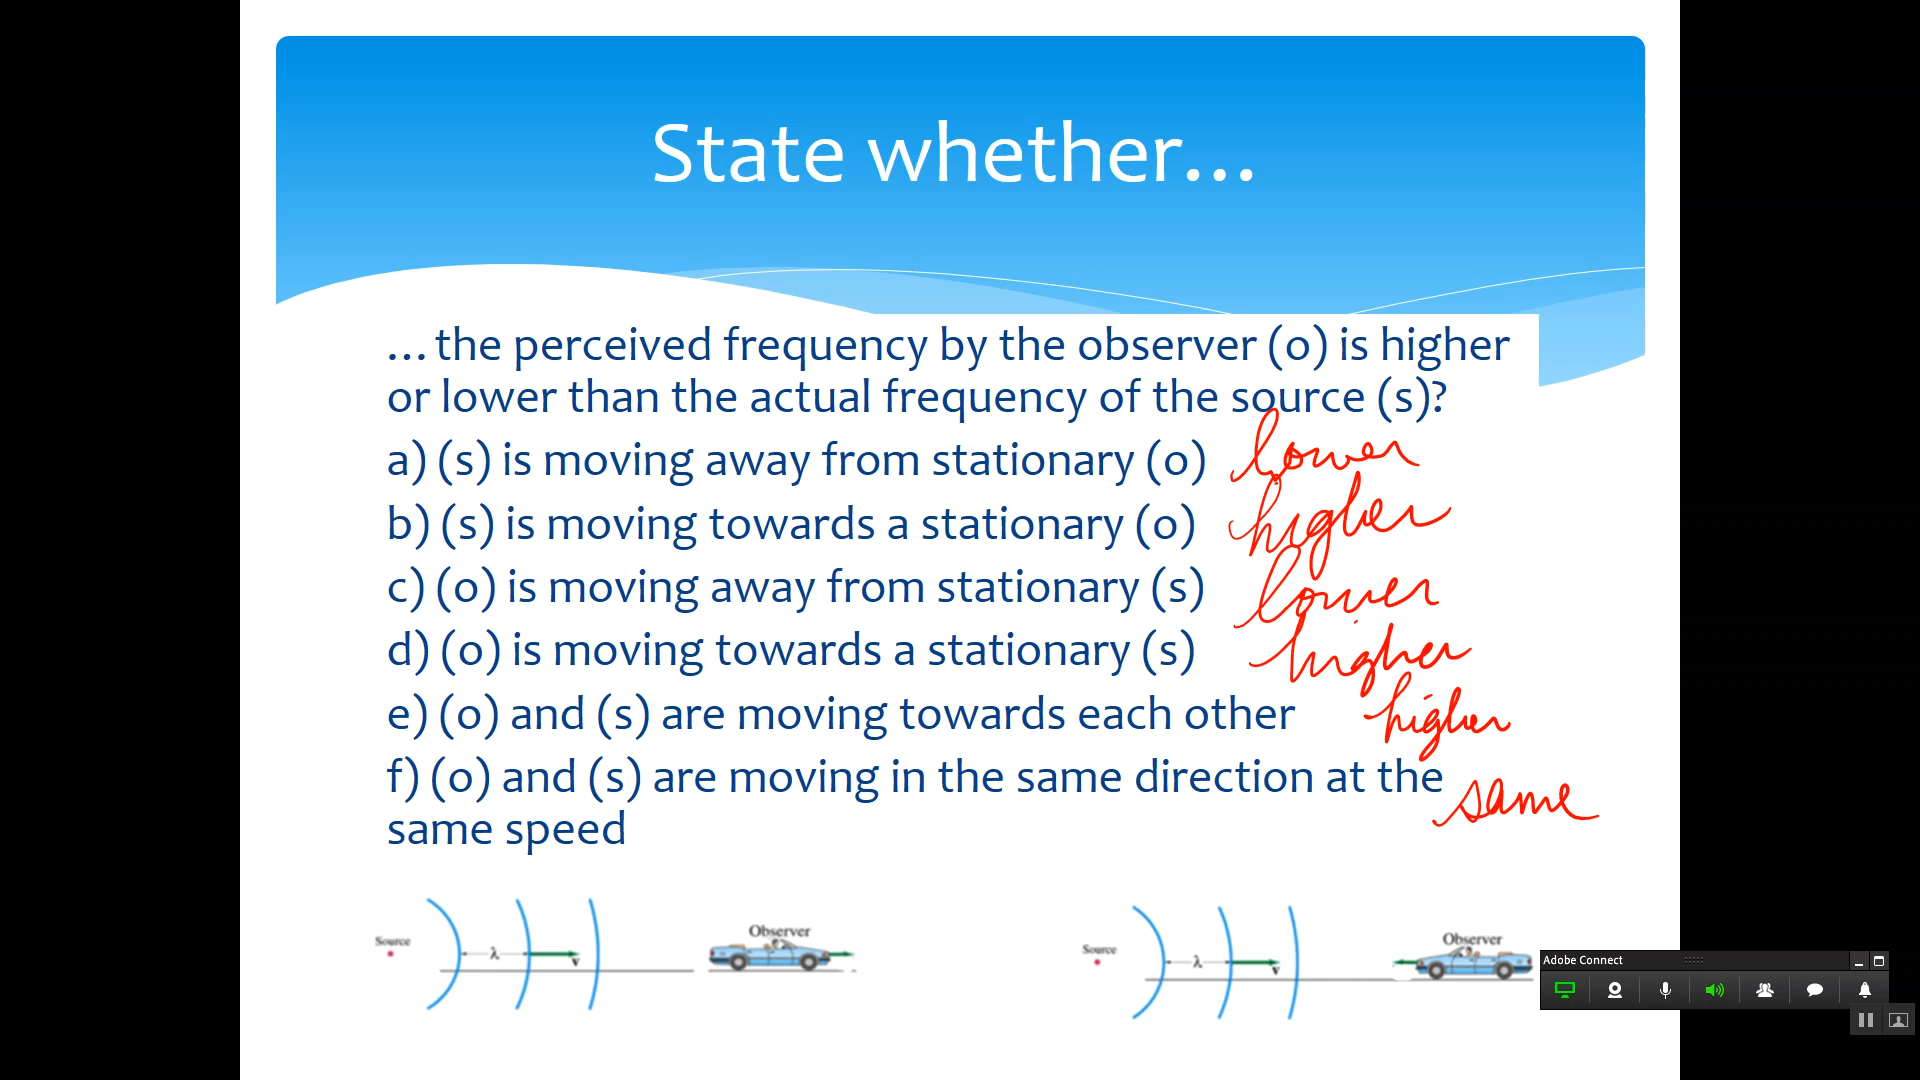 State whether...
...the perceived frequency by the observer (o) is higher
or lower than the actual frequency of the source (s)?
a) (s) is moving away from stationary (o) lower
b) (s) is moving towards a stationary (o) higher
c) (o) is moving away from stationary (s) lower
d) (o) is moving towards a stationary (s) higher
e) (o) and (s) are moving towards each other higher
f) (o) and (s) are moving in the same direction at the same
same speed
Source
λ
v
Observer
Source
λ
v
Observer
Adobe Connect